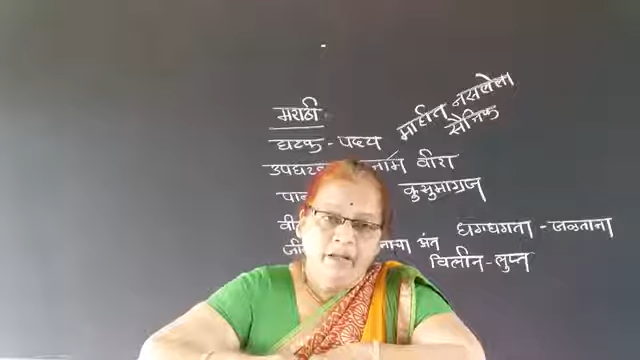 मराठी
घटक - पद्य
माहीत नसलेला
सैनिक
वीरा
कुसुमाग्रज
धगधगता - जळताना
अंत
विलीन - लुप्त